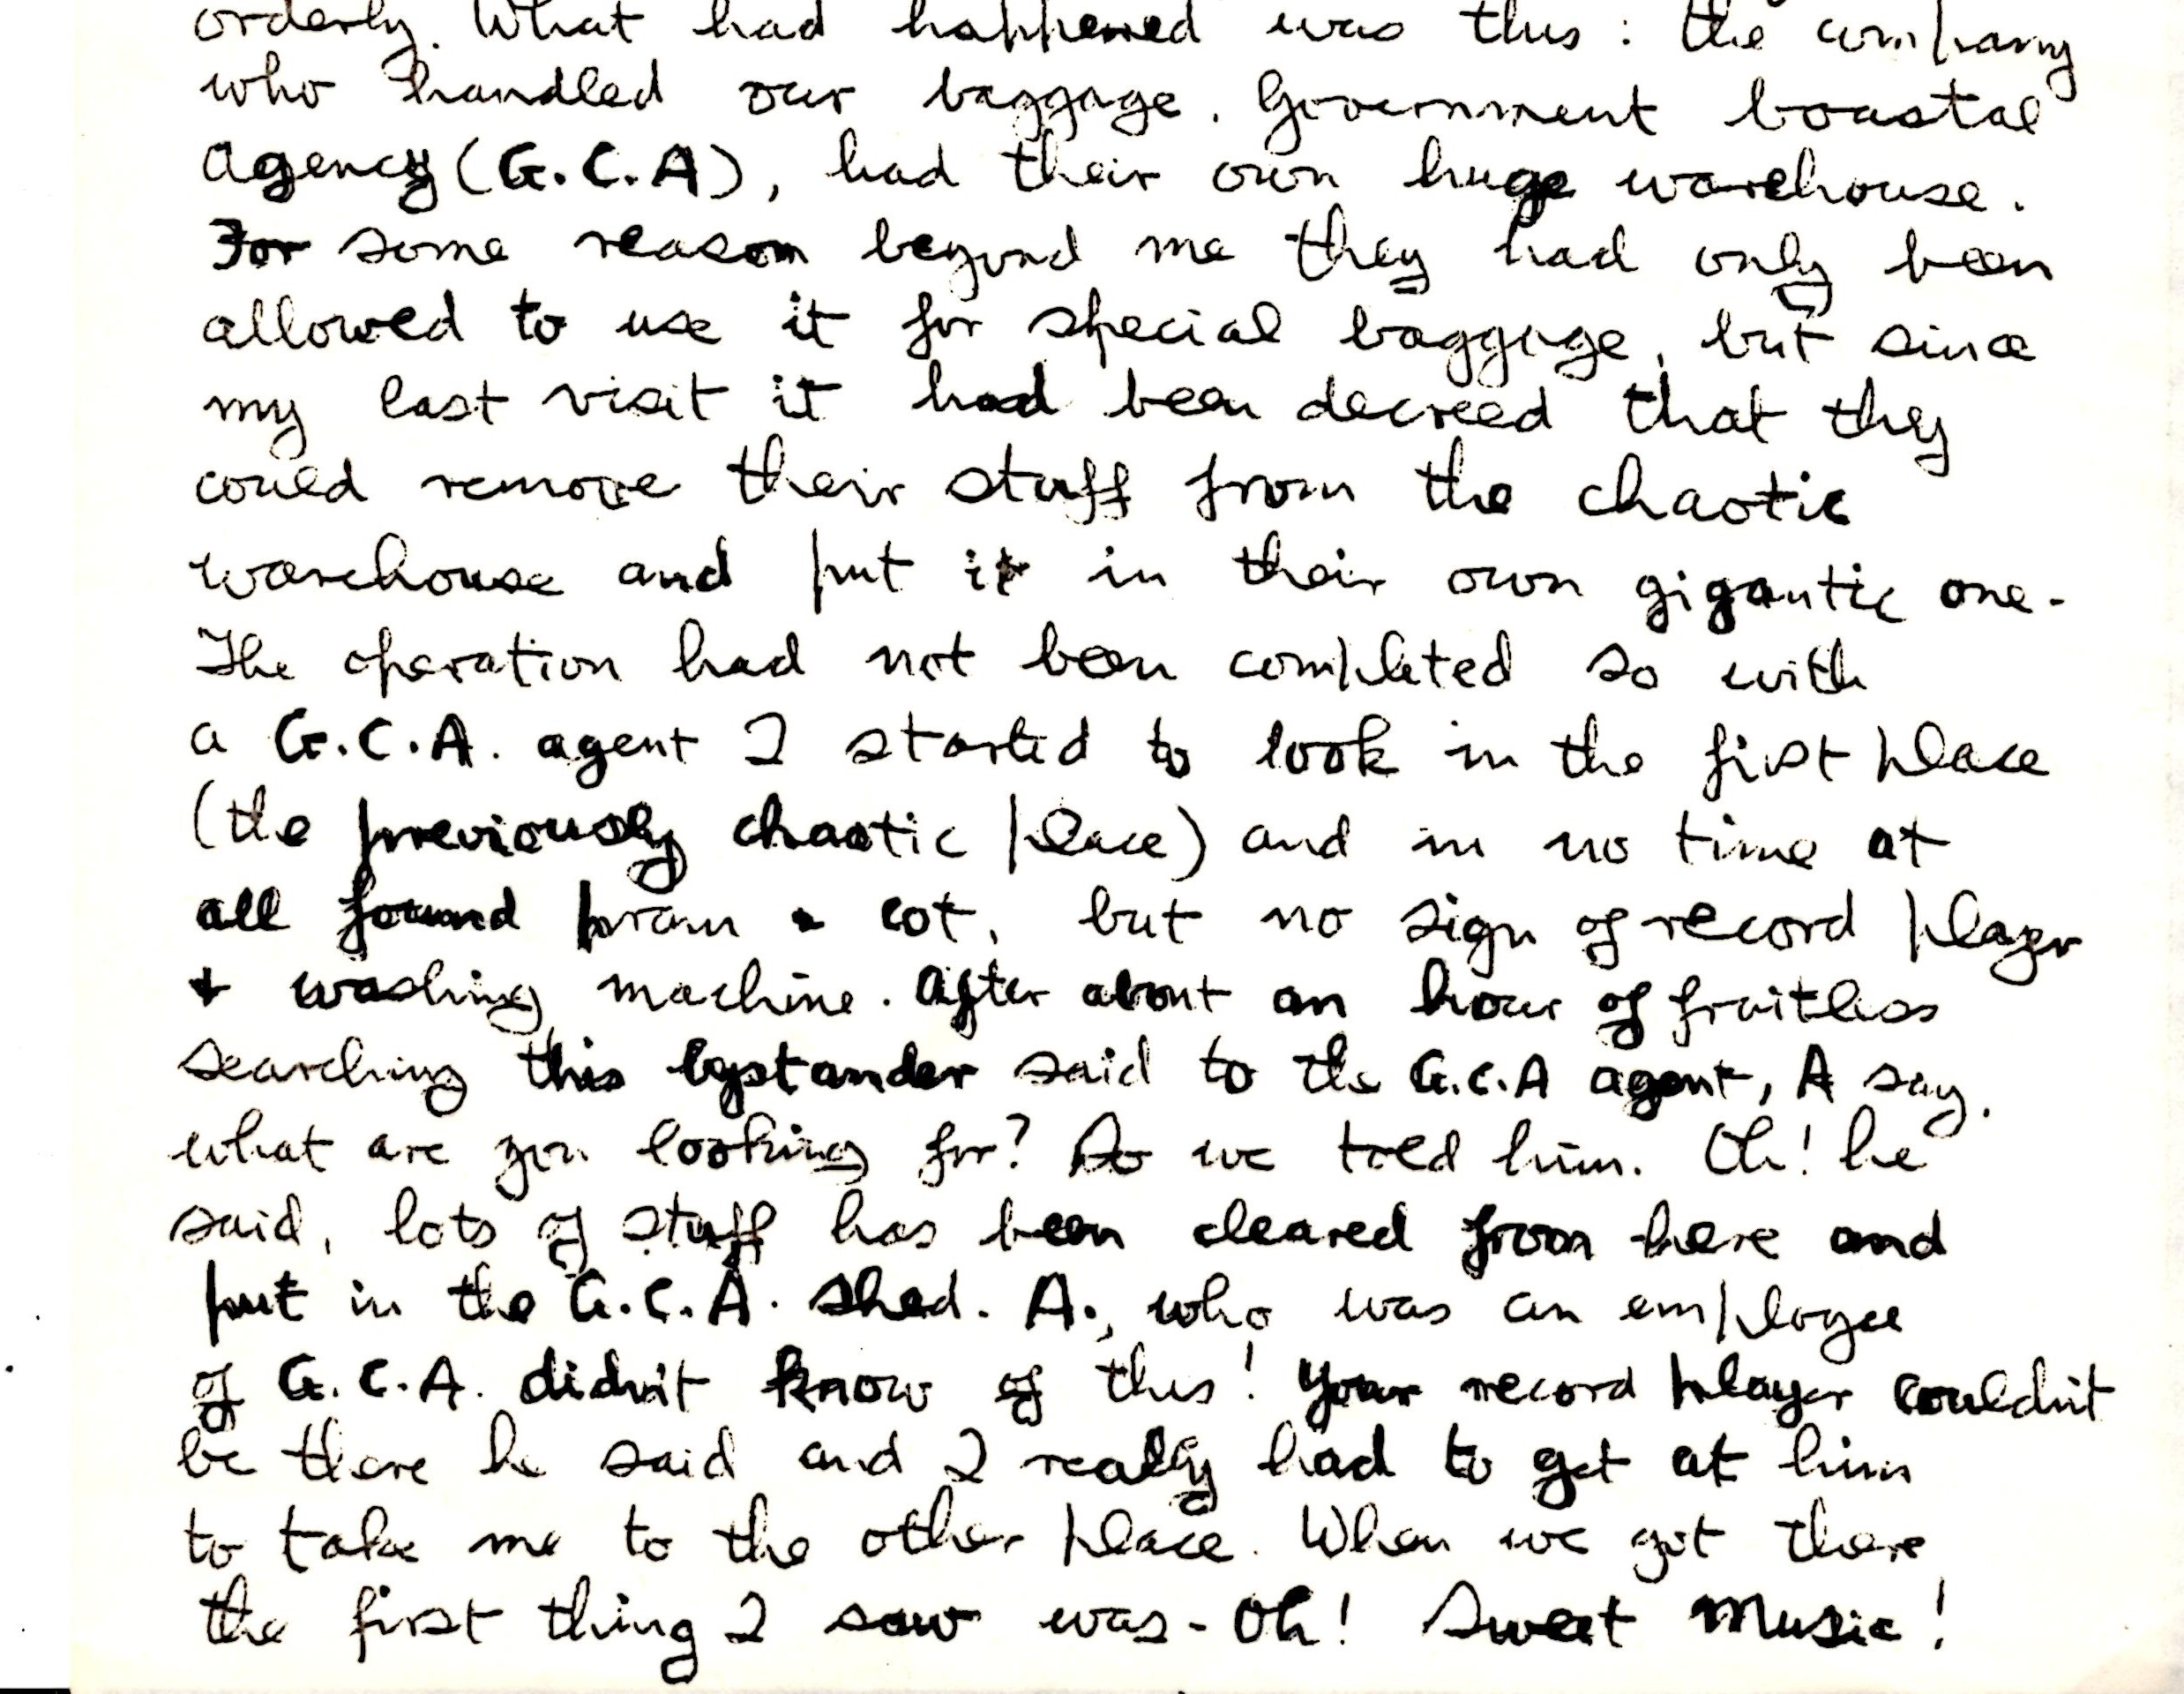 orderly. What had happened was this : the company
who handled our baggage. Government Coastal
Agency (G.C.A), had their own huge warehouse.
For some reason beyond me they had only been
allowed to use it for special baggage, but since
my last visit it had been decreed that they
could remove their stuff from the chaotic
warehouse and put it in their own gigantic one.
The operation had not been completed so with
a G.C.A. agent I started to look in the first place
(the previously chaotic place) and in no time at
all found pram & cot, but no sign of record player
+ washing machine. After about an hour of fruitless
searching this bystander said to the G.C.A agent, A say,
what are you looking for? So we told him. Oh! he
said, lots of stuff has been cleared from here and
put in the G.C.A. shed. A., who was an employee
of G.C.A. didn't know of this! Your record player couldn't
be there he said and I really had to get at him
to take me to the other place. When we got there
the first thing I saw was - Oh! Sweet Music!